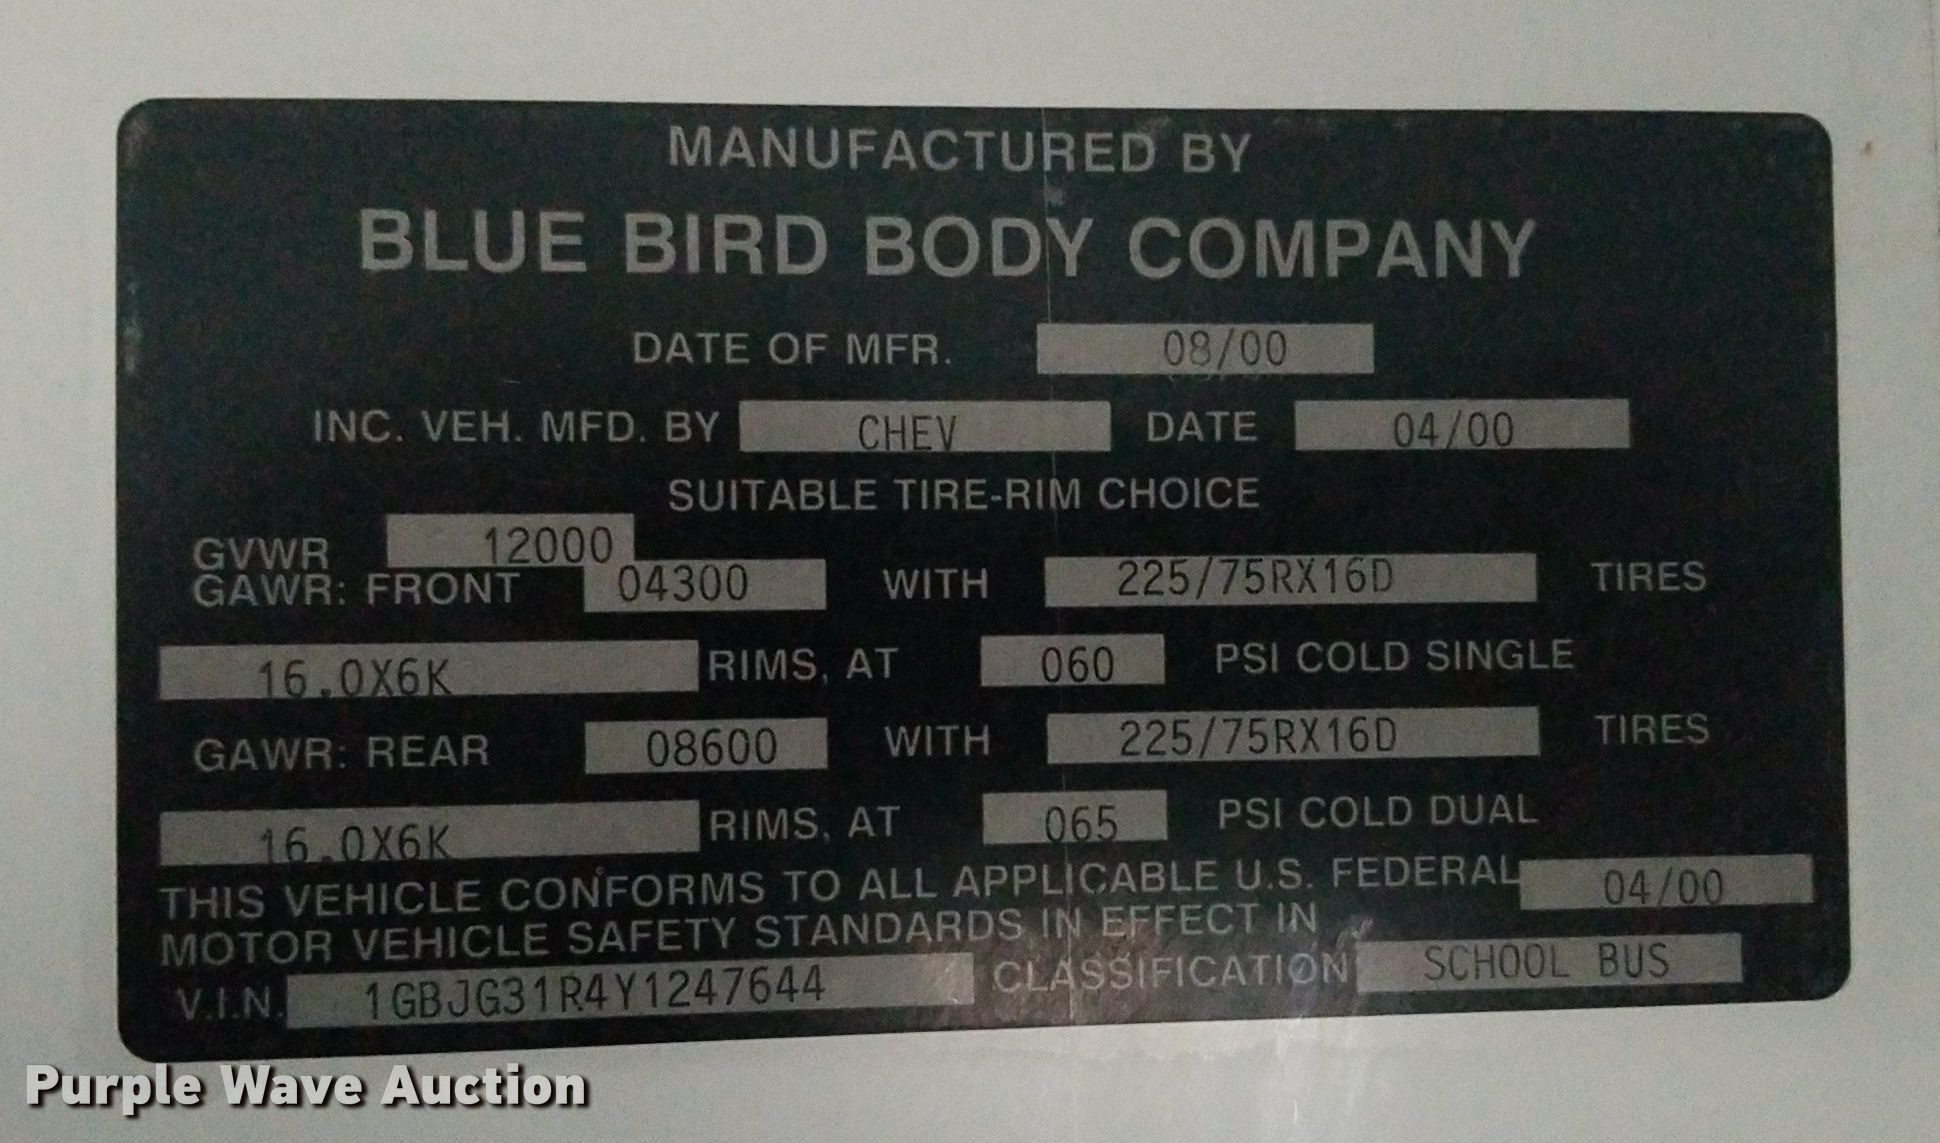 MANUFACTURED BY
BLUE BIRD BODY COMPANY
DATE OF MFR. 08/00
INC. VEH. MFD. BY CHEV DATE 04/00
SUITABLE TIRE-RIM CHOICE
GVWR 12000
GAWR: FRONT 04300 WITH 225/75RX16D TIRES
16.0X6K RIMS, AT 060 PSI COLD SINGLE
GAWR: REAR 08600 WITH 225/75RX16D TIRES
16.0X6K RIMS, AT 065 PSI COLD DUAL
THIS VEHICLE CONFORMS TO ALL APPLICABLE U.S. FEDERAL 04/00
MOTOR VEHICLE SAFETY STANDARDS IN EFFECT IN
V.I.N. 1GBJG31R4Y1247644 CLASSIFICATION SCHOOL BUS
Purple Wave Auction